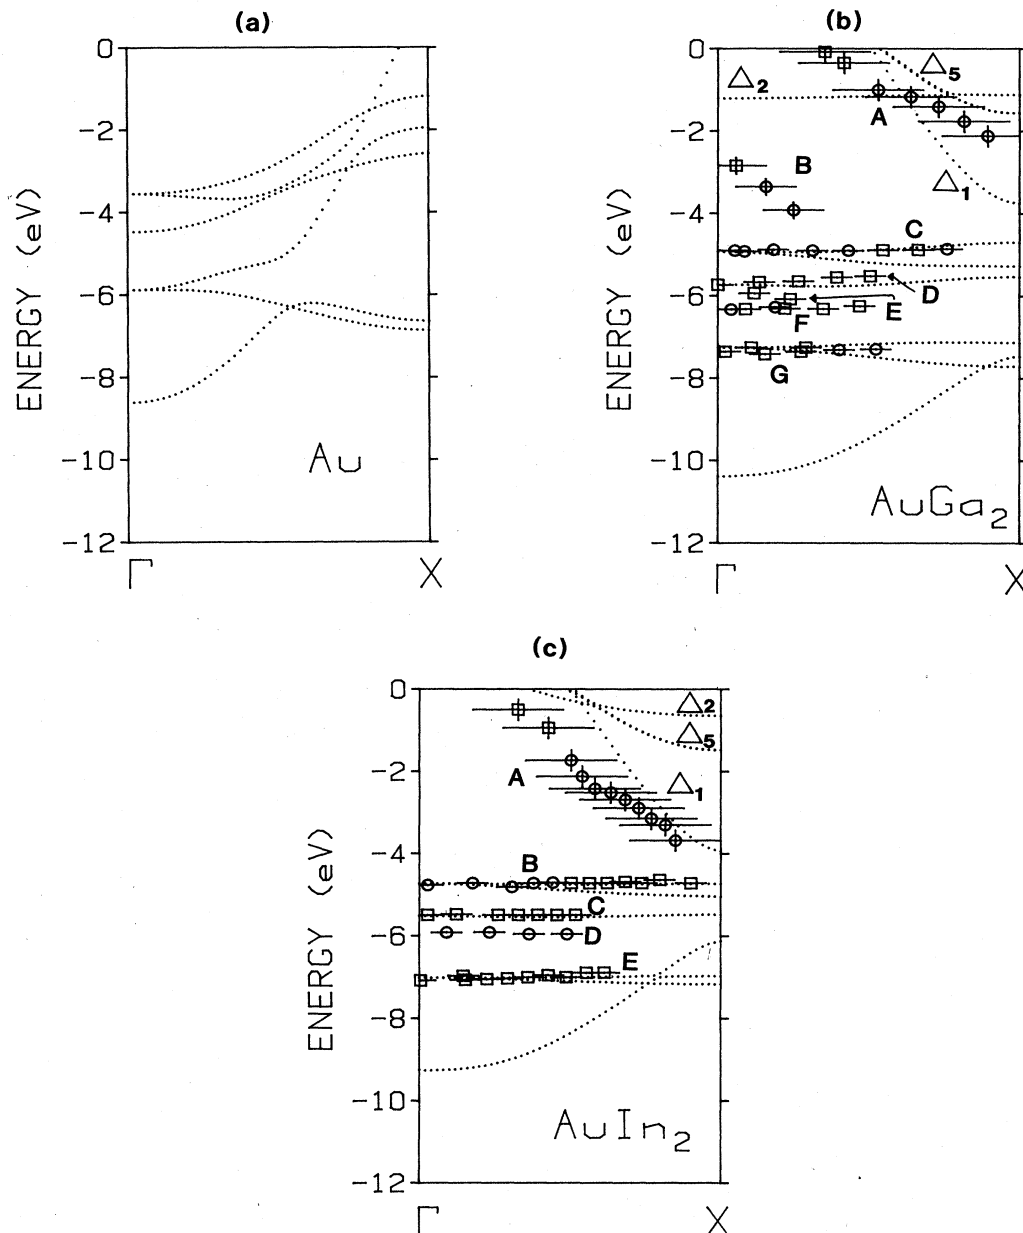 (a)
0
-2
-4
-6
-8
-10
-12
ENERGY (eV)
Au
Γ X
(b)
0
-2
-4
-6
-8
-10
-12
ENERGY (eV)
Δ2
Δ5
A
B
Δ1
C
D
E
F
G
AuGa2
Γ X
(c)
0
-2
-4
-6
-8
-10
-12
ENERGY (eV)
Δ2
Δ5
A
Δ1
B
C
D
E
AuIn2
Γ X